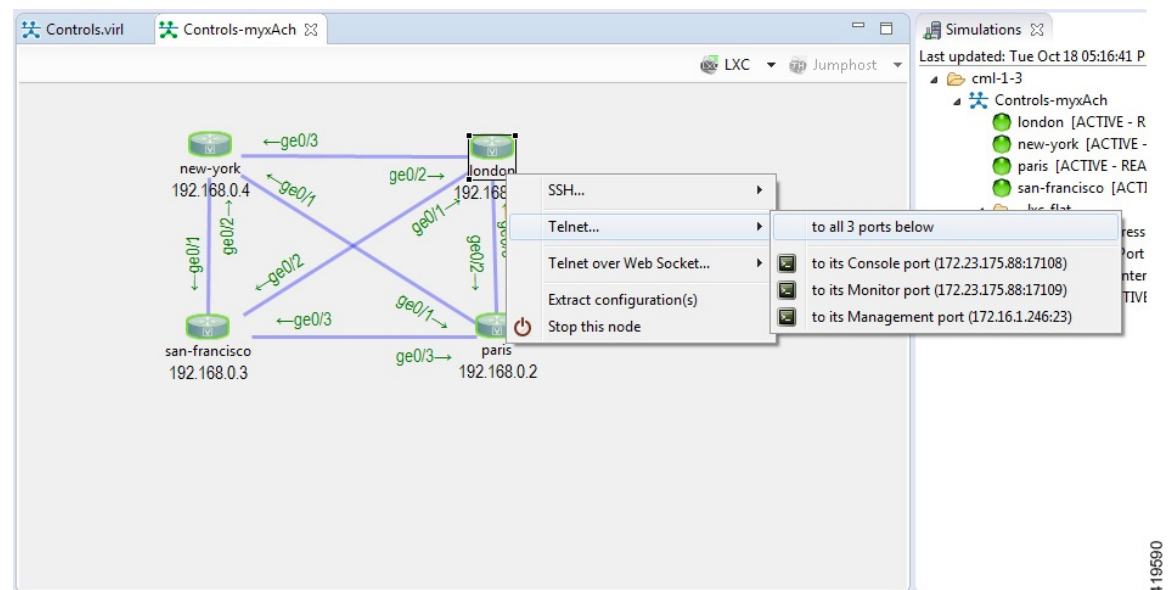 Controls.virl
Controls-myxAch
LXC
Jumphost
←ge0/3
new-york
192.168.0.4
ge0/2→
london
192.168
←ge0/1
ge0/1→
ge0/2→
←ge0/1
ge0/2→
←ge0/2
ge0/1→
←ge0/3
san-francisco
192.168.0.3
ge0/3→
paris
192.168.0.2
SSH...
Telnet...
Telnet over Web Socket...
Extract configuration(s)
Stop this node
to all 3 ports below
to its Console port (172.23.175.88:17108)
to its Monitor port (172.23.175.88:17109)
to its Management port (172.16.1.246:23)
Simulations
Last updated: Tue Oct 18 05:16:41 P
cml-1-3
Controls-myxAch
london [ACTIVE - R
new-york [ACTIVE -
paris [ACTIVE - REA
san-francisco [ACTI
419590